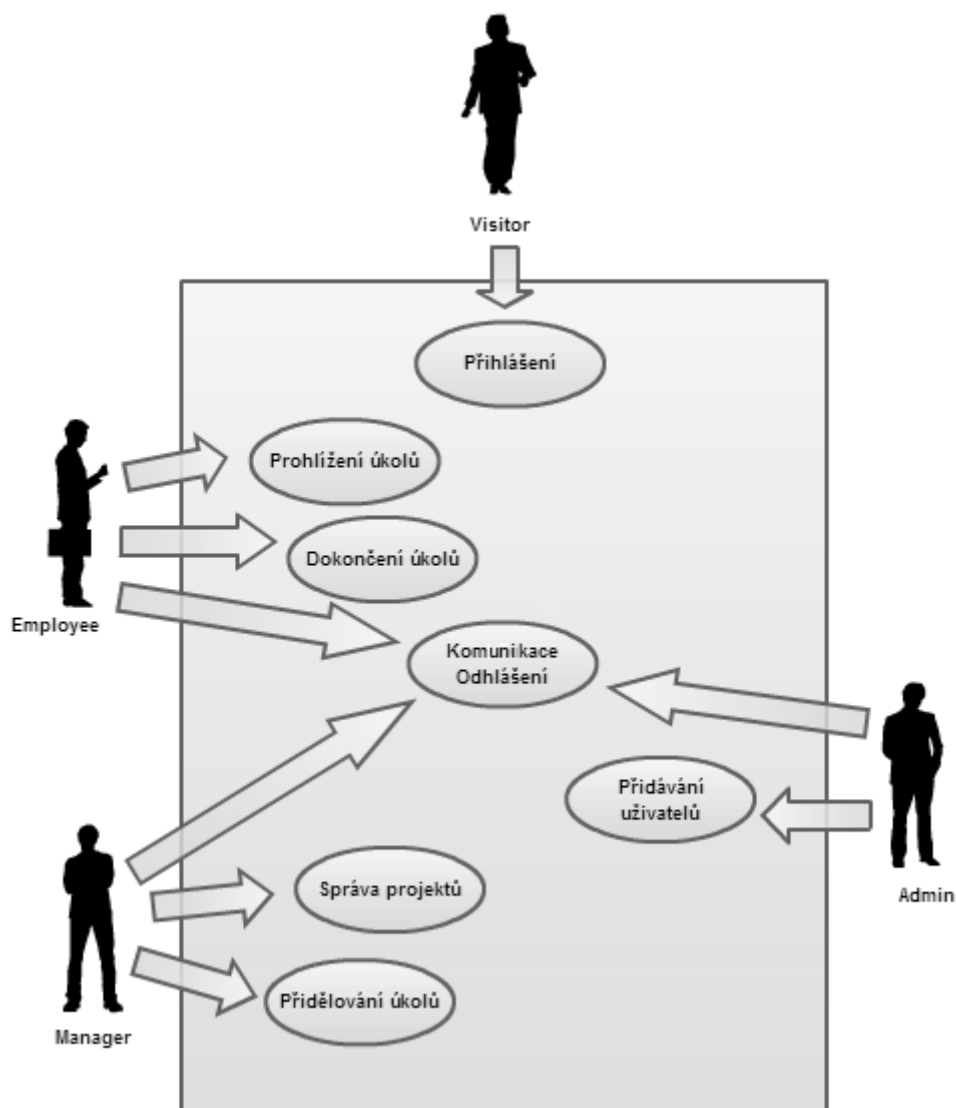 Visitor
Přihlášení
Prohlížení úkolů
Dokončení úkolů
Employee
Komunikace
Odhlášení
Přidávání
uživatelů
Admin
Správa projektů
Přidělování úkolů
Manager